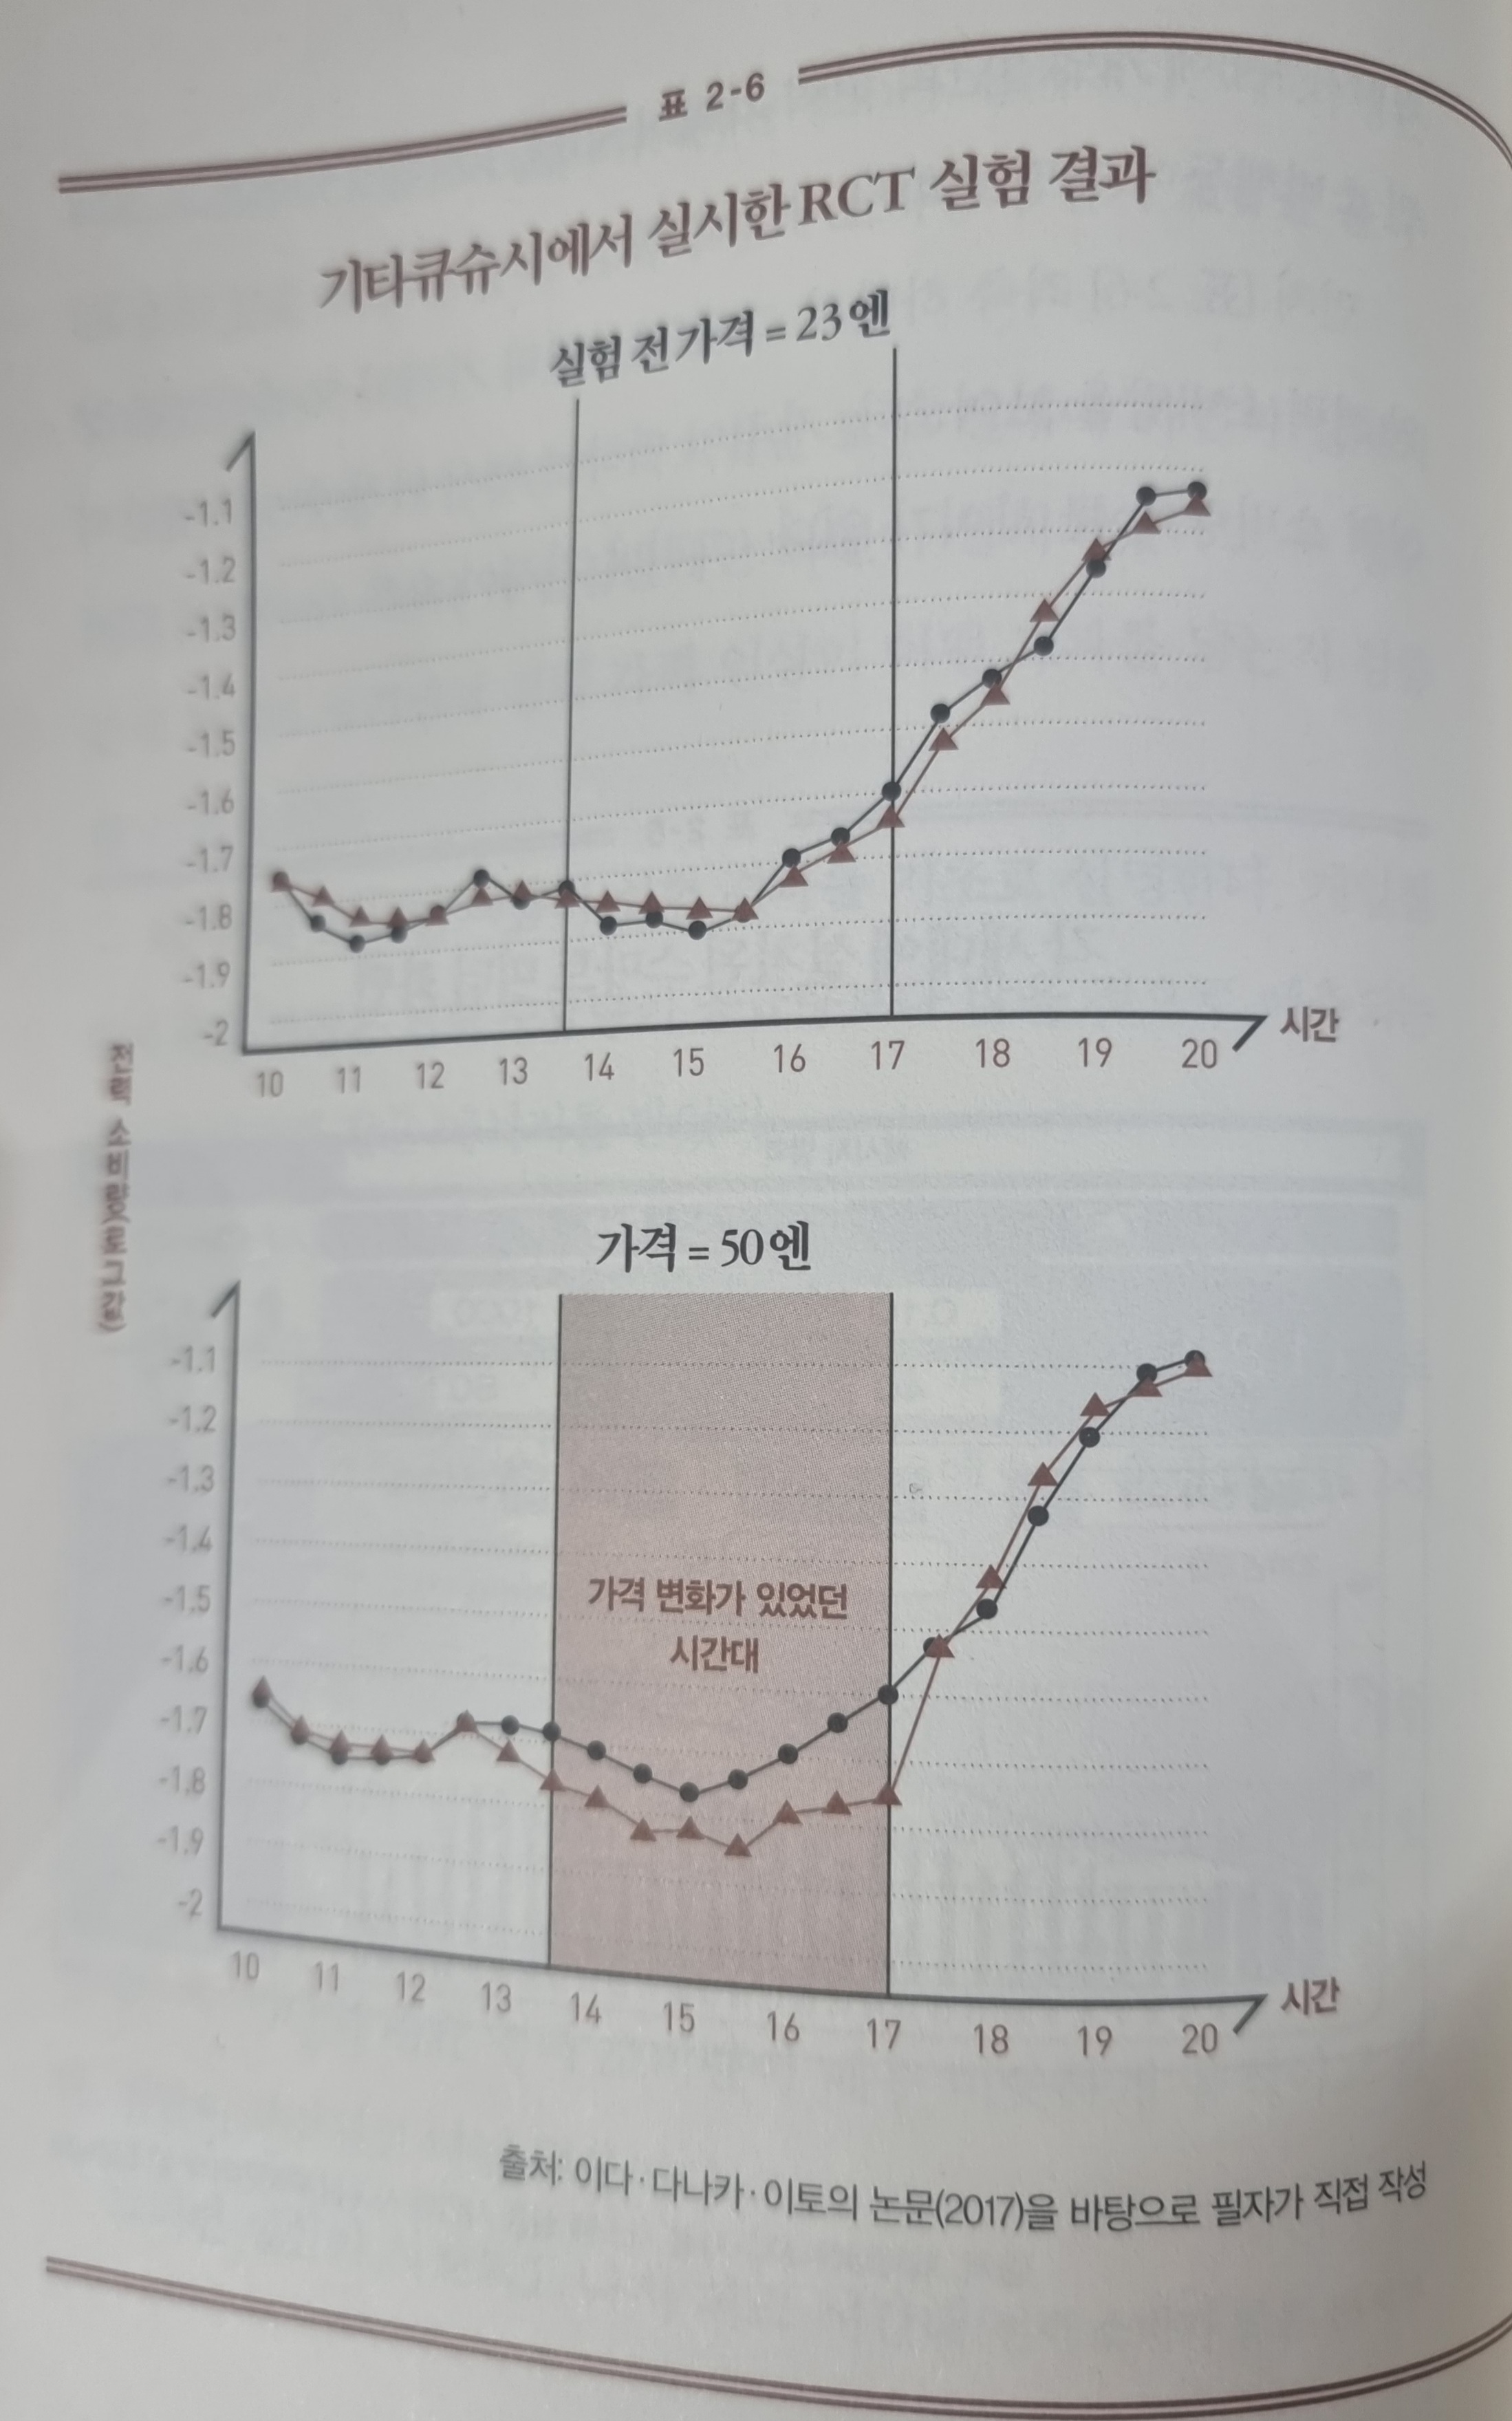 표 2-6
기타큐슈시에서 실시한 RCT 실험 결과
실험 전 가격 = 23엔
-1.1
-1.2
-1.3
-1.4
-1.5
-1.6
-1.7
-1.8
-1.9
-2
10 11 12 13 14 15 16 17 18 19 20
시간
전력 소비량(로그값)
가격 = 50엔
-1.1
-1.2
-1.3
-1.4
-1.5
-1.6
-1.7
-1.8
-1.9
-2
가격 변화가 있었던
시간대
10 11 12 13 14 15 16 17 18 19 20
시간
출처: 이다·다나카·이토의 논문(2017)을 바탕으로 필자가 직접 작성